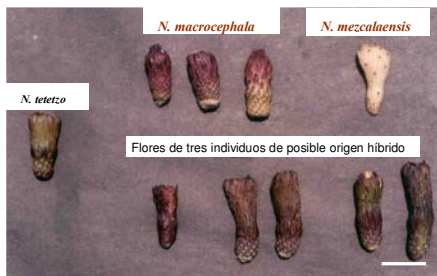 N. macrocephala
N. mezcalaensis
N. tetetzo
Flores de tres individuos de posible origen híbrido